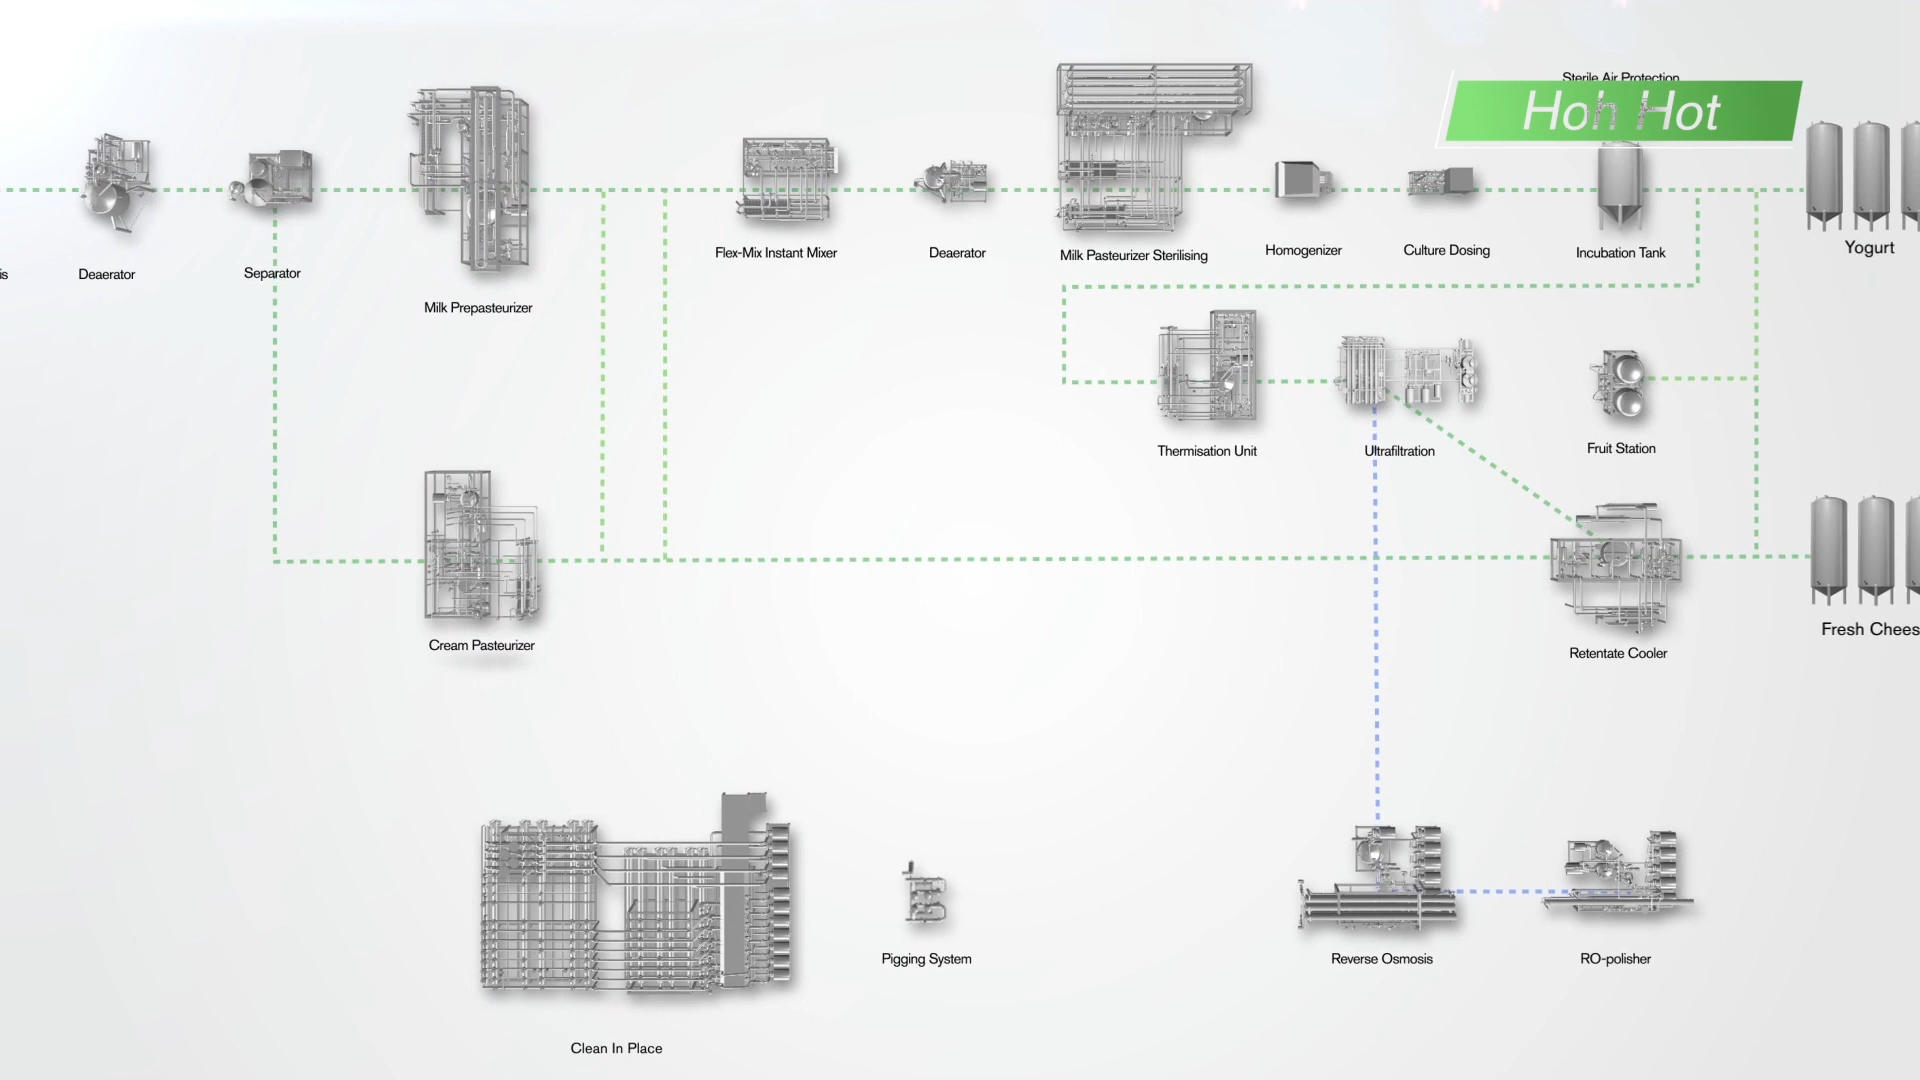 Sterile Air Protection
Hoh Hot
is
Deaerator
Separator
Milk Prepasteurizer
Flex-Mix Instant Mixer
Deaerator
Milk Pasteurizer Sterilising
Homogenizer
Culture Dosing
Incubation Tank
Yogurt
Thermisation Unit
Ultrafiltration
Fruit Station
Cream Pasteurizer
Retentate Cooler
Fresh Chees
Pigging System
Reverse Osmosis
RO-polisher
Clean In Place